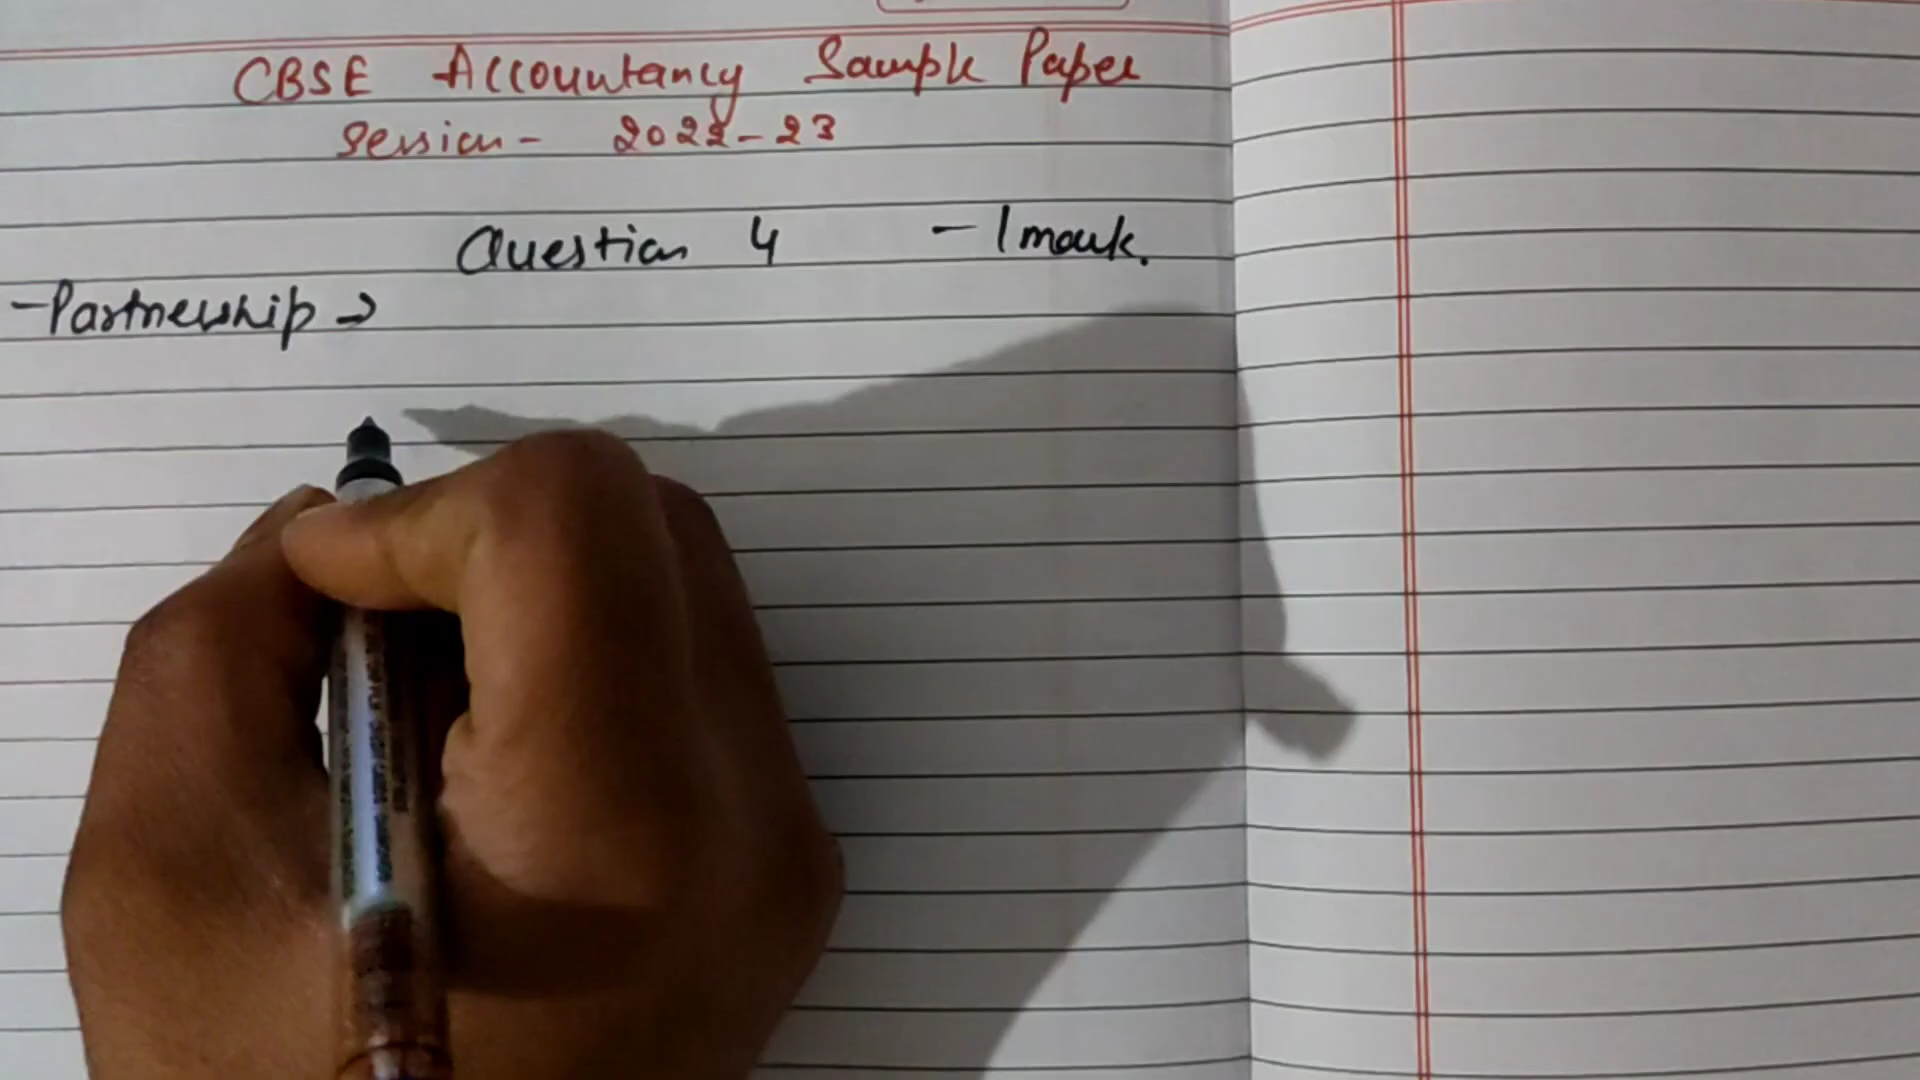 CBSE Accountancy Sample Paper
Session - 2022-23
Question 4 - 1 mark.
- Partnership →